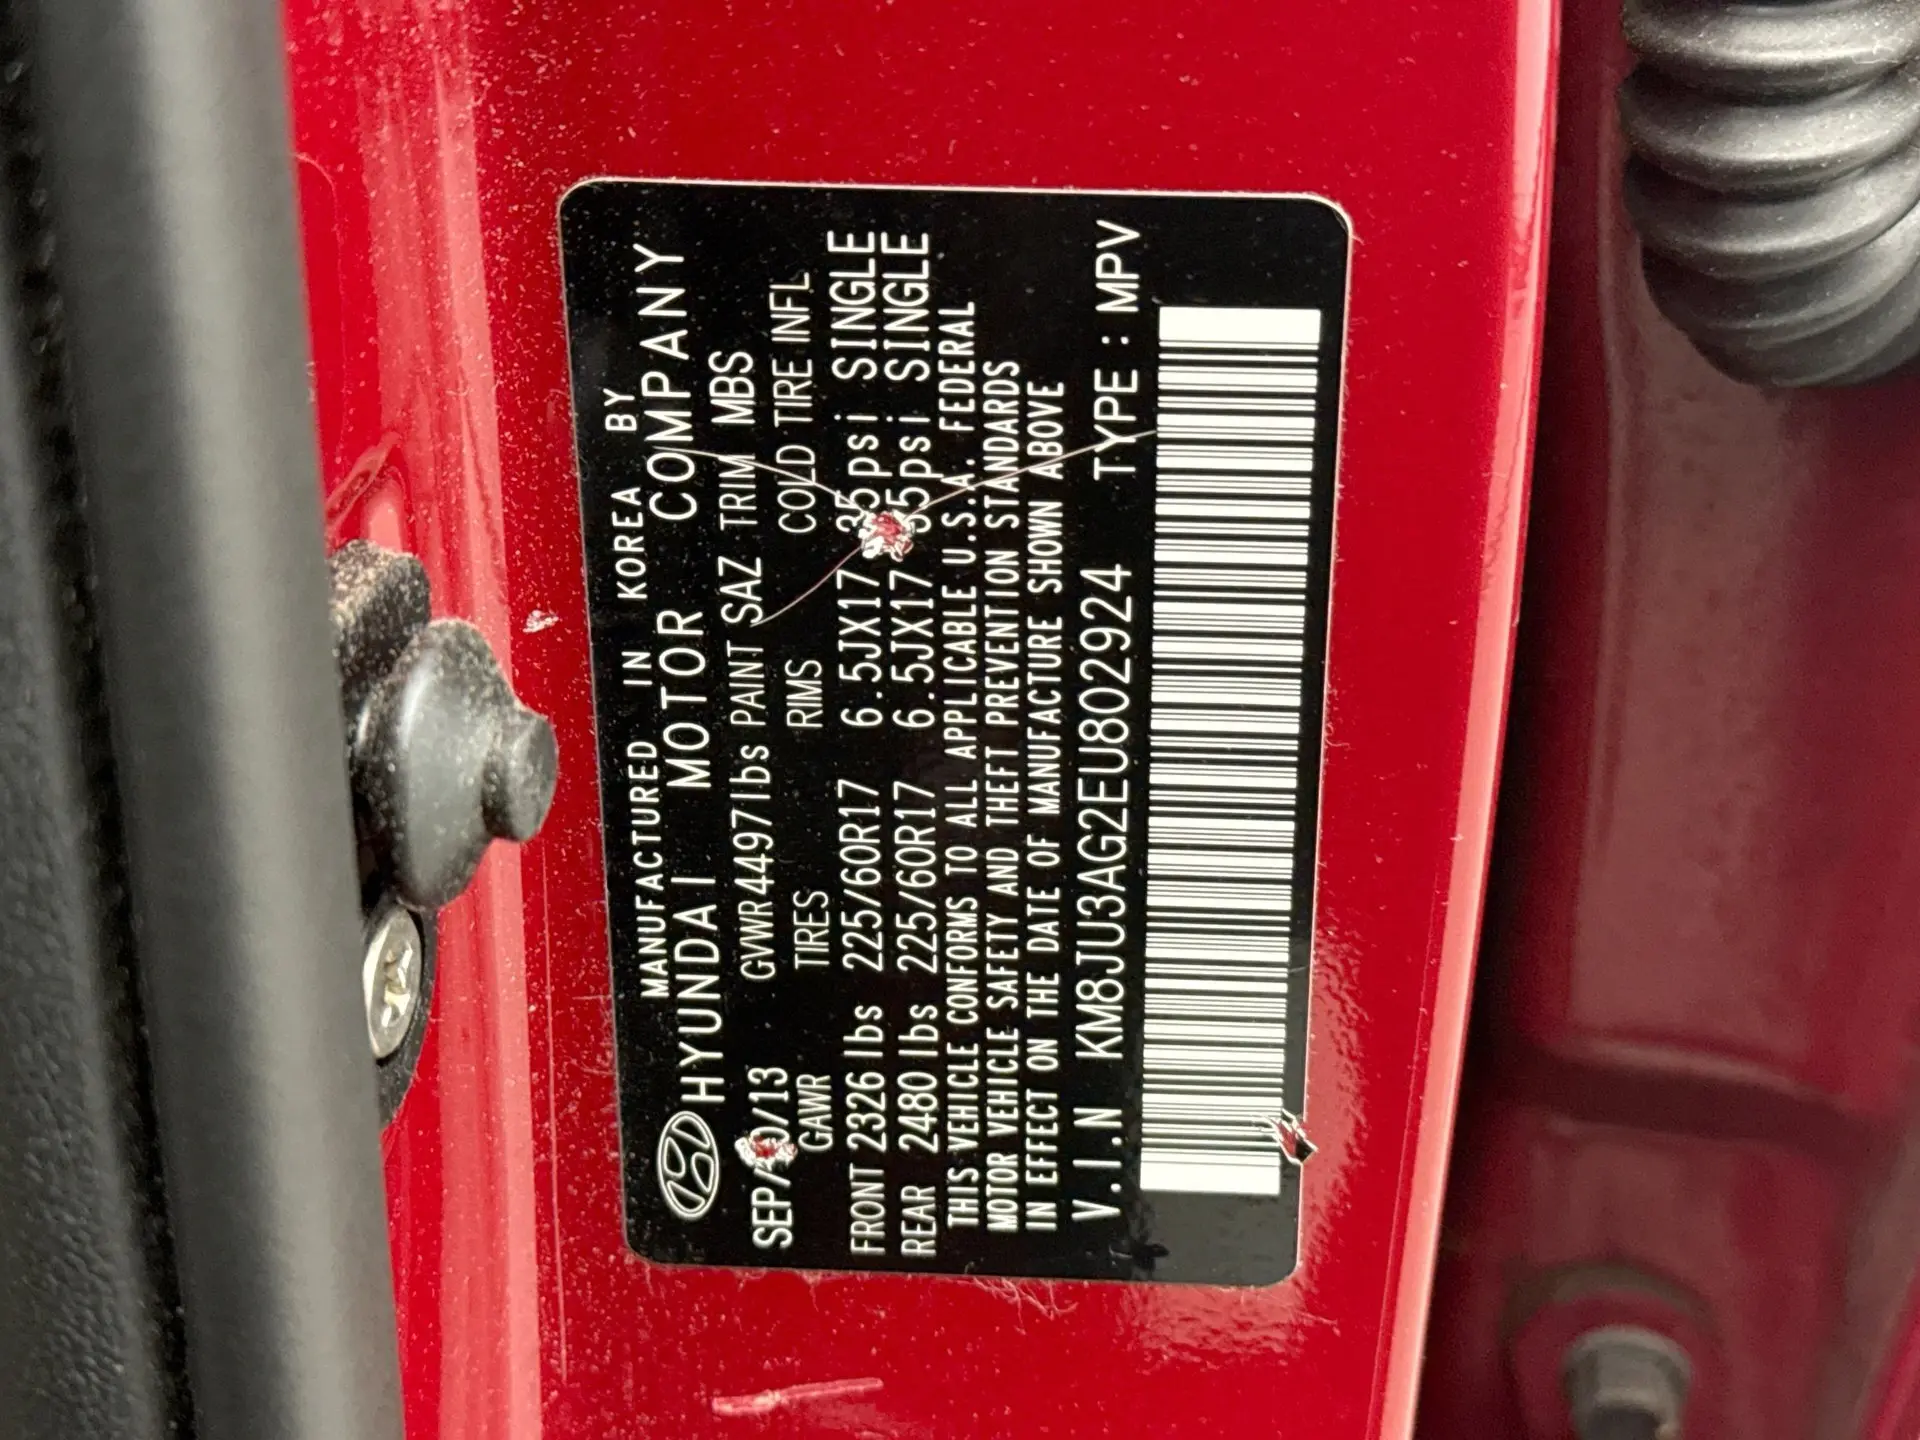 MANUFACTURED IN KOREA BY
HYUNDAI MOTOR COMPANY
SEP/ 0/13 GVWR 4497lbs PAINT SAZ TRIM MBS
GAWR TIRES RIMS COLD TIRE INFL
FRONT 2326 lbs 225/60R17 6.5JX17 35psi SINGLE
REAR 2480 lbs 225/60R17 6.5JX17 35psi SINGLE
THIS VEHICLE CONFORMS TO ALL APPLICABLE U.S.A. FEDERAL
MOTOR VEHICLE SAFETY AND THEFT PREVENTION STANDARDS
IN EFFECT ON THE DATE OF MANUFACTURE SHOWN ABOVE
V.I.N KM8JU3AG2EU802924 TYPE : MPV